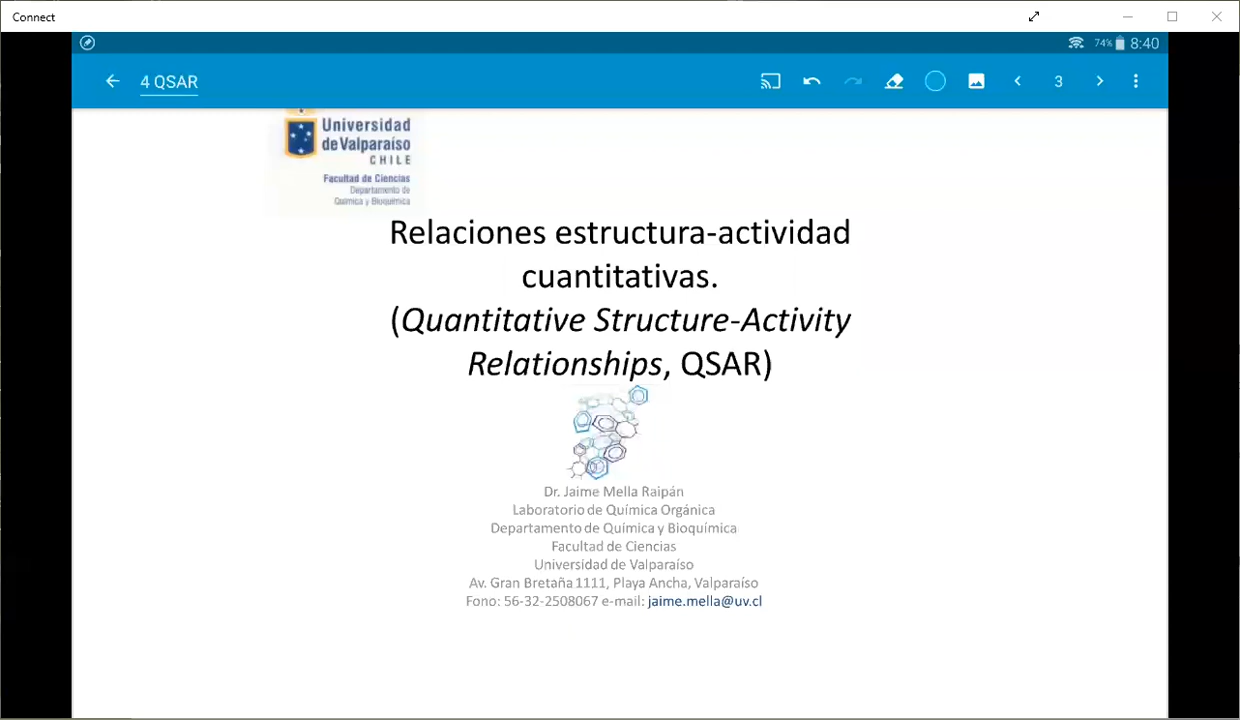 Connect
74% 8:40
4 QSAR
3
Universidad
de Valparaíso
CHILE
Facultad de Ciencias
Departamento de
Química y Bioquímica
Relaciones estructura-actividad
cuantitativas.
(Quantitative Structure-Activity
Relationships, QSAR)
Dr. Jaime Mella Raipán
Laboratorio de Química Orgánica
Departamento de Química y Bioquímica
Facultad de Ciencias
Universidad de Valparaíso
Av. Gran Bretaña 1111, Playa Ancha, Valparaíso
Fono: 56-32-2508067 e-mail: jaime.mella@uv.cl